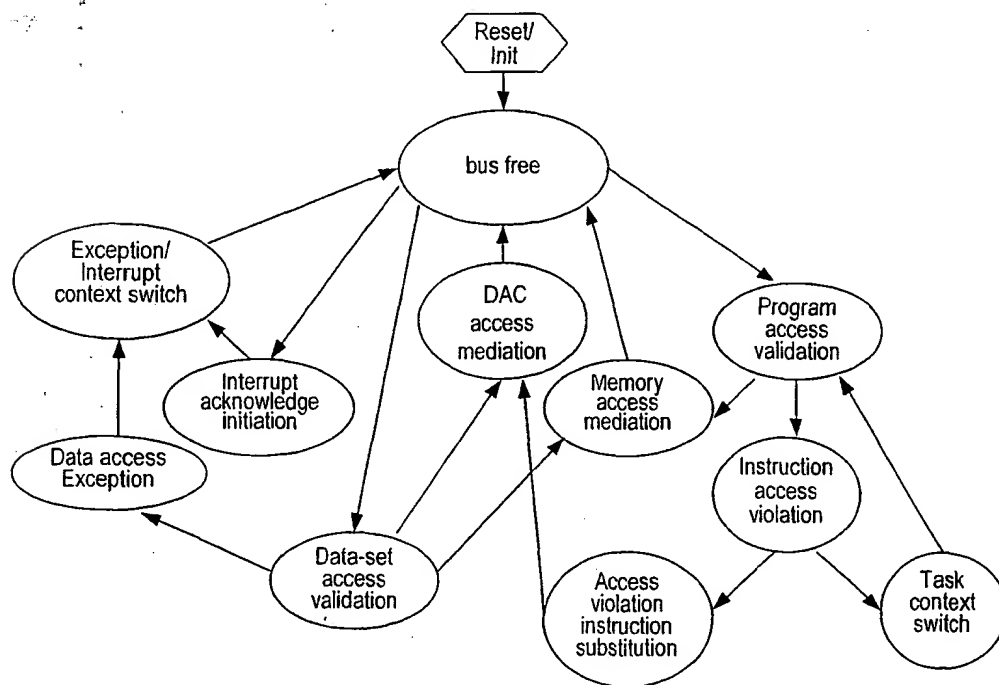 Reset/
Init
bus free
Exception/
Interrupt
context switch
DAC
access
mediation
Program
access
validation
Interrupt
acknowledge
initiation
Memory
access
mediation
Data access
Exception
Instruction
access
violation
Data-set
access
validation
Access
violation
instruction
substitution
Task
context
switch